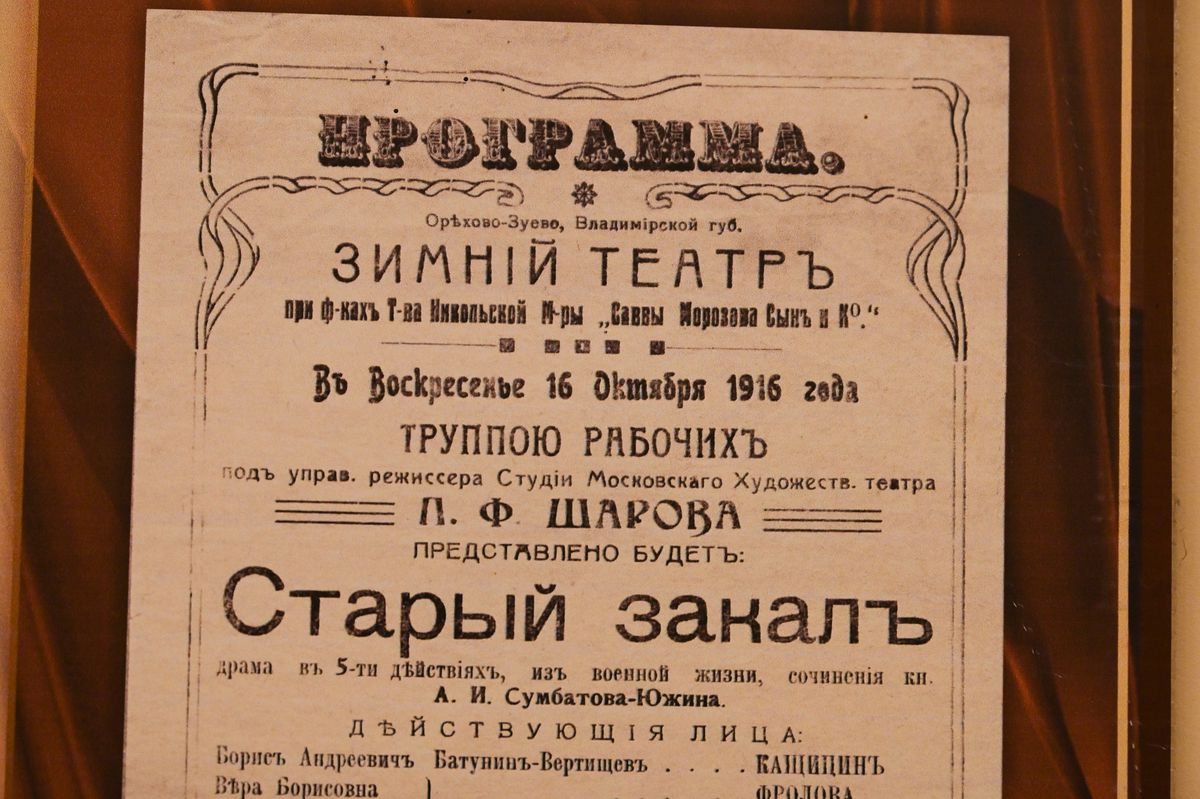 ПРОГРАММА.
Орѣхово-Зуево, Владимірской губ.
ЗИМНІЙ ТЕАТРЪ
при ф-кахъ Т-ва Никольской М-ры „Саввы Морозова Сынъ и К⁰.“
Въ Воскресенье 16 Октября 1916 года
ТРУППОЮ РАБОЧИХЪ
подъ управ. режиссера Студіи Московскаго Художеств. театра
П. Ф. ШАРОВА
ПРЕДСТАВЛЕНО БУДЕТЪ:
Старый закалъ
драма въ 5-ти дѣйствіяхъ, изъ военной жизни, сочиненія кн.
А. И. Сумбатова-Южина.
ДѢЙСТВУЮЩІЯ ЛИЦА:
Борисъ Андреевичъ Батунинъ-Вертищевъ . . . . КАЩИЦИНЪ
Вѣра Борисовна ФРОЛОВА